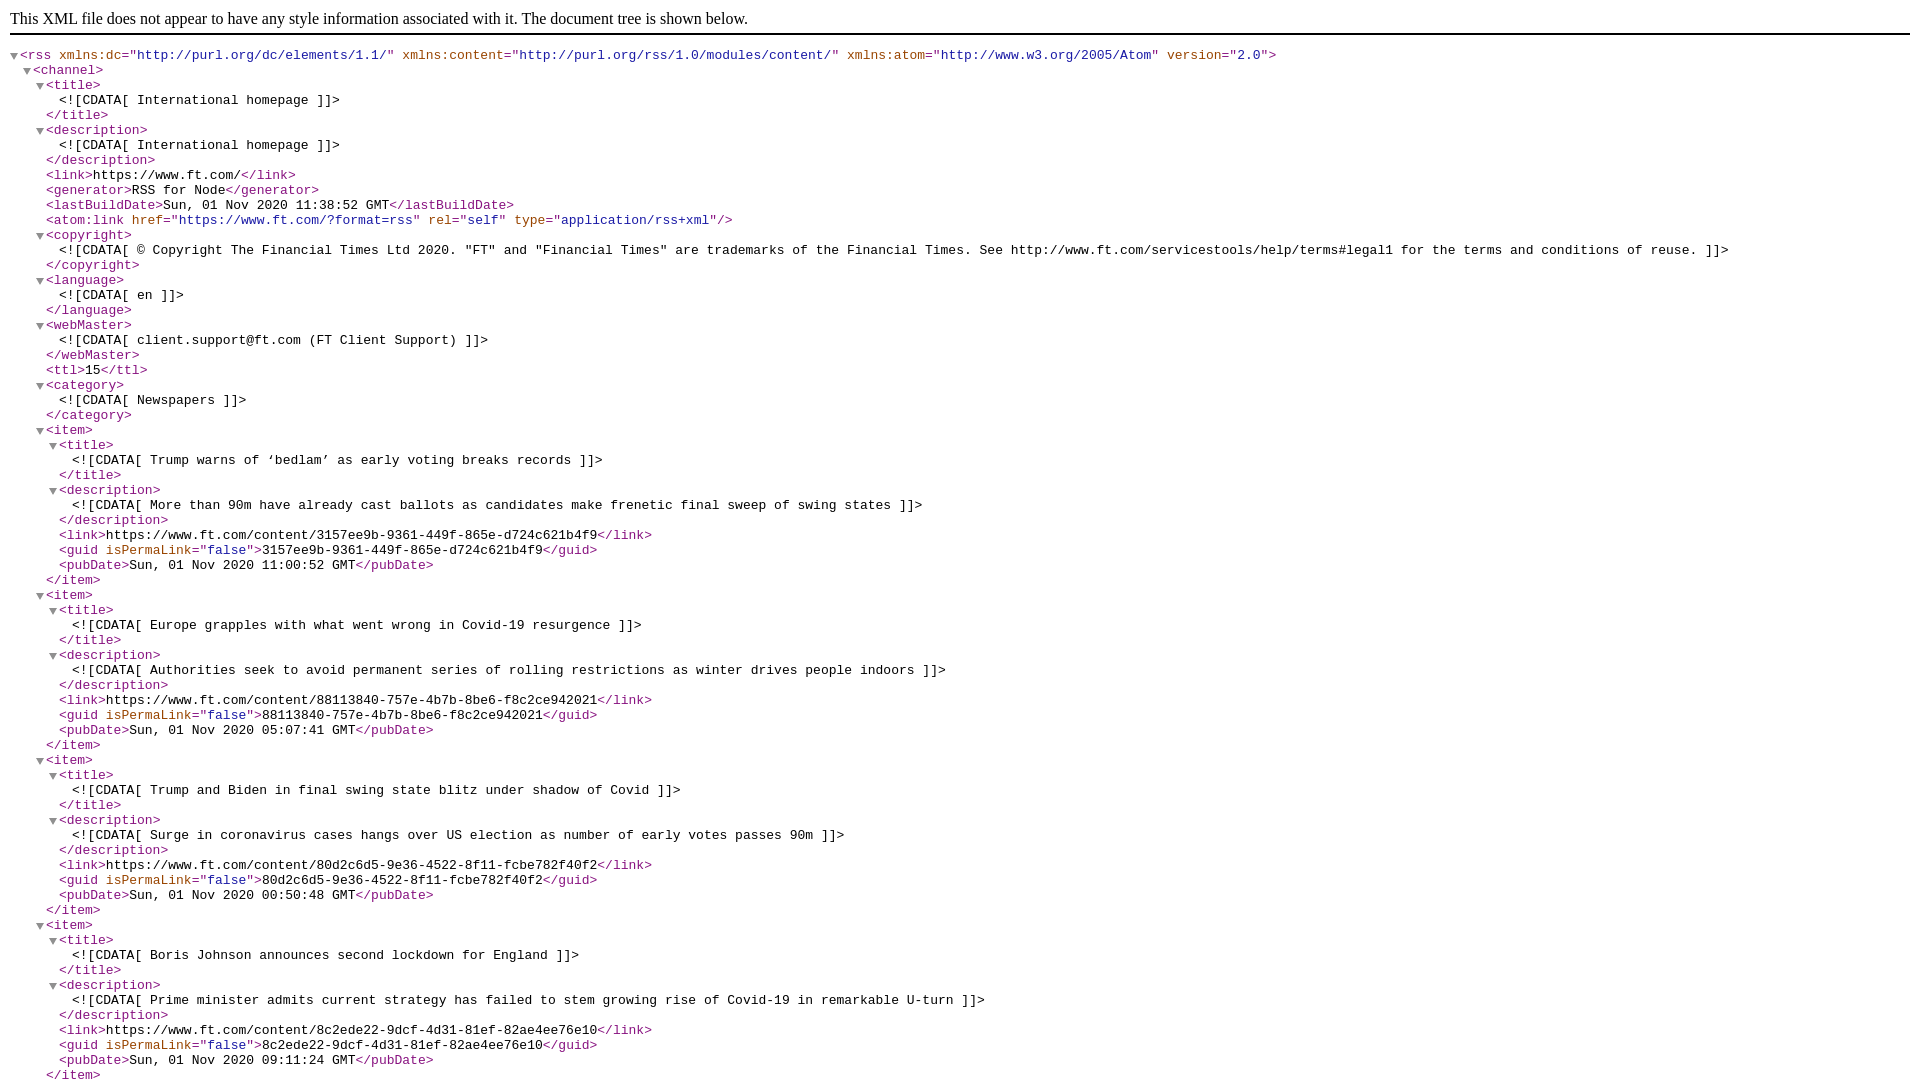 This XML file does not appear to have any style information associated with it. The document tree is shown below.
<rss xmlns:dc="http://purl.org/dc/elements/1.1/" xmlns:content="http://purl.org/rss/1.0/modules/content/" xmlns:atom="http://www.w3.org/2005/Atom" version="2.0">
<channel>
<title>
<![CDATA[ International homepage ]]>
</title>
<description>
<![CDATA[ International homepage ]]>
</description>
<link>https://www.ft.com/</link>
<generator>RSS for Node</generator>
<lastBuildDate>Sun, 01 Nov 2020 11:38:52 GMT</lastBuildDate>
<atom:link href="https://www.ft.com/?format=rss" rel="self" type="application/rss+xml"/>
<copyright>
<![CDATA[ © Copyright The Financial Times Ltd 2020. "FT" and "Financial Times" are trademarks of the Financial Times. See http://www.ft.com/servicestools/help/terms#legal1 for the terms and conditions of reuse. ]]>
</copyright>
<language>
<![CDATA[ en ]]>
</language>
<webMaster>
<![CDATA[ client.support@ft.com (FT Client Support) ]]>
</webMaster>
<ttl>15</ttl>
<category>
<![CDATA[ Newspapers ]]>
</category>
<item>
<title>
<![CDATA[ Trump warns of ‘bedlam’ as early voting breaks records ]]>
</title>
<description>
<![CDATA[ More than 90m have already cast ballots as candidates make frenetic final sweep of swing states ]]>
</description>
<link>https://www.ft.com/content/3157ee9b-9361-449f-865e-d724c621b4f9</link>
<guid isPermaLink="false">3157ee9b-9361-449f-865e-d724c621b4f9</guid>
<pubDate>Sun, 01 Nov 2020 11:00:52 GMT</pubDate>
</item>
<item>
<title>
<![CDATA[ Europe grapples with what went wrong in Covid-19 resurgence ]]>
</title>
<description>
<![CDATA[ Authorities seek to avoid permanent series of rolling restrictions as winter drives people indoors ]]>
</description>
<link>https://www.ft.com/content/88113840-757e-4b7b-8be6-f8c2ce942021</link>
<guid isPermaLink="false">88113840-757e-4b7b-8be6-f8c2ce942021</guid>
<pubDate>Sun, 01 Nov 2020 05:07:41 GMT</pubDate>
</item>
<item>
<title>
<![CDATA[ Trump and Biden in final swing state blitz under shadow of Covid ]]>
</title>
<description>
<![CDATA[ Surge in coronavirus cases hangs over US election as number of early votes passes 90m ]]>
</description>
<link>https://www.ft.com/content/80d2c6d5-9e36-4522-8f11-fcbe782f40f2</link>
<guid isPermaLink="false">80d2c6d5-9e36-4522-8f11-fcbe782f40f2</guid>
<pubDate>Sun, 01 Nov 2020 00:50:48 GMT</pubDate>
</item>
<item>
<title>
<![CDATA[ Boris Johnson announces second lockdown for England ]]>
</title>
<description>
<![CDATA[ Prime minister admits current strategy has failed to stem growing rise of Covid-19 in remarkable U-turn ]]>
</description>
<link>https://www.ft.com/content/8c2ede22-9dcf-4d31-81ef-82ae4ee76e10</link>
<guid isPermaLink="false">8c2ede22-9dcf-4d31-81ef-82ae4ee76e10</guid>
<pubDate>Sun, 01 Nov 2020 09:11:24 GMT</pubDate>
</item>